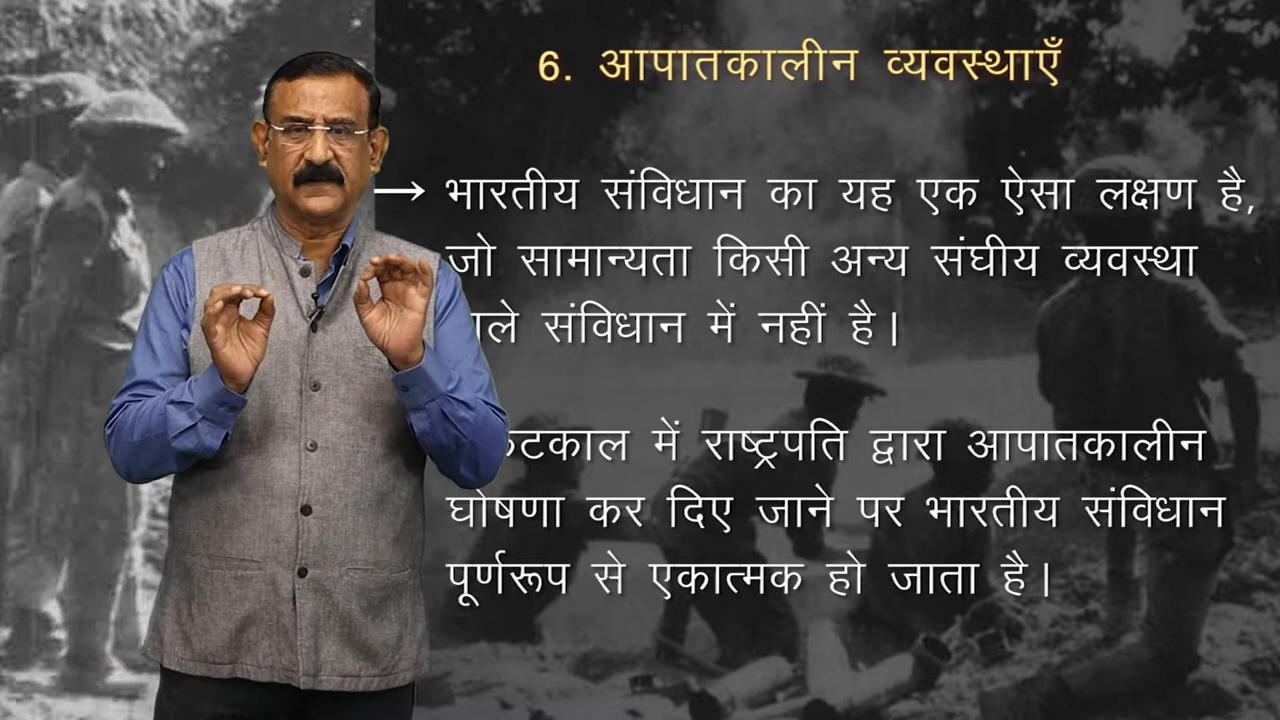 6. आपातकालीन व्यवस्थाएँ
→ भारतीय संविधान का यह एक ऐसा लक्षण है,
जो सामान्यता किसी अन्य संघीय व्यवस्था
संविधान में नहीं है।
में राष्ट्रपति द्वारा आपातकालीन
घोषणा कर दिए जाने पर भारतीय संविधान
पूर्णरूप से एकात्मक हो जाता है।